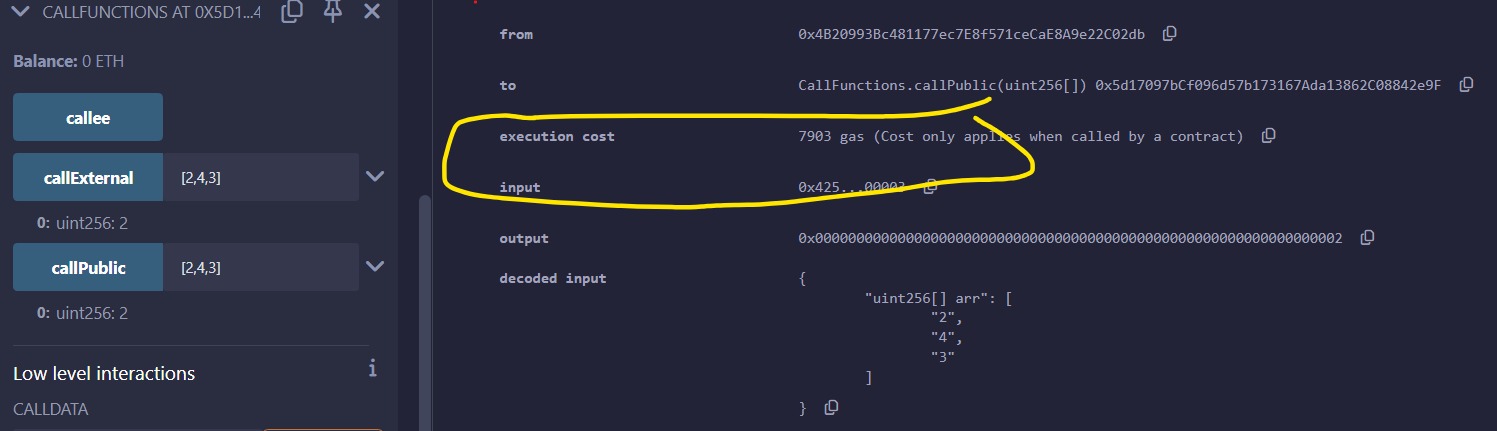 CALLFUNCTIONS AT 0X5D1...4
Balance: 0 ETH
callee
callExternal [2,4,3]
0: uint256: 2
callPublic [2,4,3]
0: uint256: 2
Low level interactions
i
CALLDATA
from 0x4B20993Bc481177ec7E8f571ceCaE8A9e22C02db
to CallFunctions.callPublic(uint256[]) 0x5d17097bCf096d57b173167Ada13862C08842e9F
execution cost 7903 gas (Cost only applies when called by a contract)
input 0x425...00003
output 0x0000000000000000000000000000000000000000000000000000000000000002
decoded input {
"uint256[] arr": [
"2",
"4",
"3"
]
}